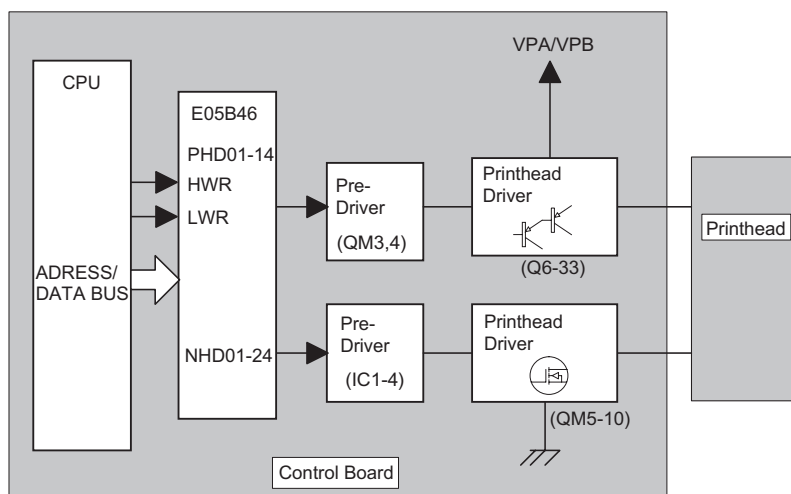 VPA/VPB
CPU
E05B46
PHD01-14
HWR
LWR
ADRESS/
DATA BUS
NHD01-24
Pre-
Driver
(QM3,4)
Printhead
Driver
(Q6-33)
Pre-
Driver
(IC1-4)
Printhead
Driver
(QM5-10)
Printhead
Control Board